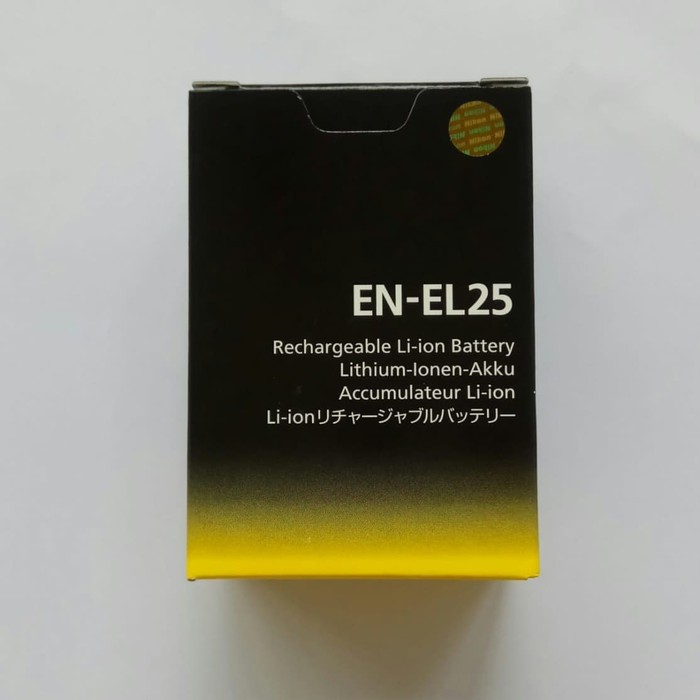 EN-EL25
Rechargeable Li-ion Battery
Lithium-Ionen-Akku
Accumulateur Li-ion
Li-ionリチャージャブルバッテリー